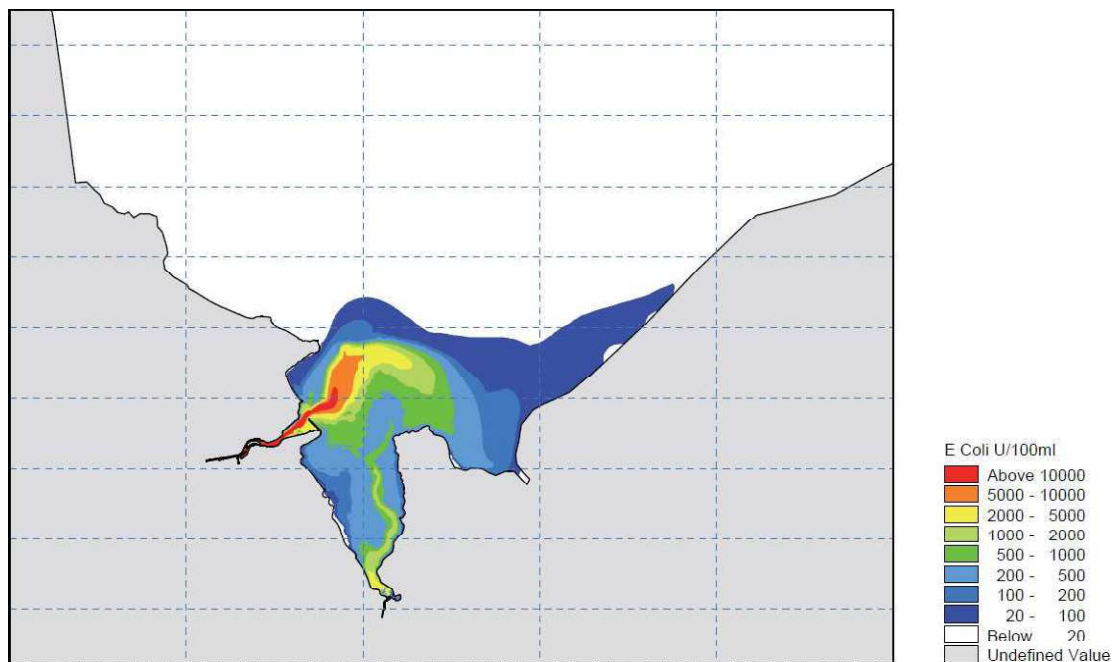 E Coli U/100ml
Above 10000
5000 - 10000
2000 - 5000
1000 - 2000
500 - 1000
200 - 500
100 - 200
20 - 100
Below 20
Undefined Value